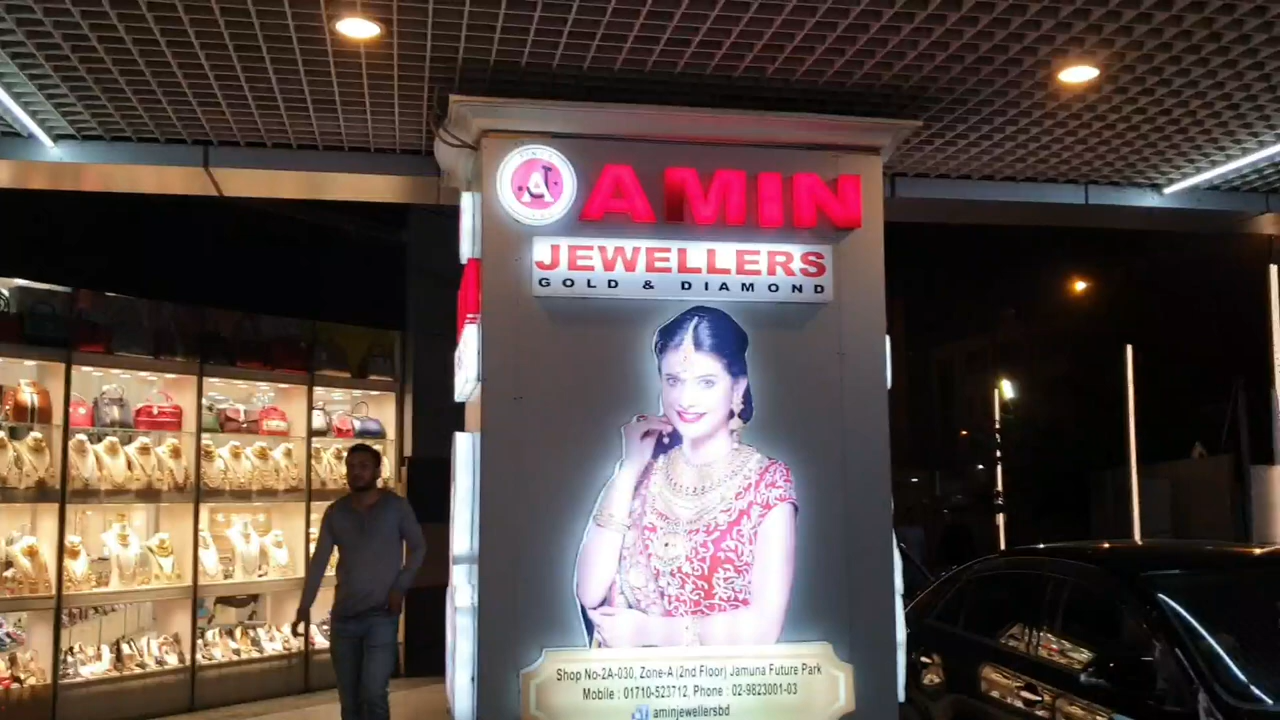 AMIN
JEWELLERS
GOLD & DIAMOND
Shop No-2A-030, Zone-A (2nd Floor) Jamuna Future Park
Mobile : 01710-523712, Phone : 02-9823001-03
aminjewellersbd